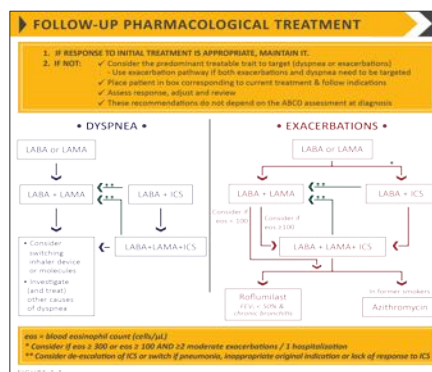 FOLLOW-UP PHARMACOLOGICAL TREATMENT
1. IF RESPONSE TO INITIAL TREATMENT IS APPROPRIATE, MAINTAIN IT.
2. IF NOT: ✓ Consider the predominant treatable trait to target (dyspnea or exacerbations)
- Use exacerbation pathway if both exacerbations and dyspnea need to be targeted
✓ Place patient in box corresponding to current treatment & follow indications
✓ Assess response, adjust and review
✓ These recommendations do not depend on the ABCD assessment at diagnosis
• DYSPNEA •
LABA or LAMA
LABA + LAMA
**
LABA + ICS
**
LABA+LAMA+ICS
• Consider
switching
inhaler device
or molecules
• Investigate
(and treat)
other causes
of dyspnea
• EXACERBATIONS •
LABA or LAMA
*
LABA + LAMA
**
LABA + ICS
**
Consider if
eos < 100
Consider if
eos ≥100
LABA + LAMA+ICS
Roflumilast
FEV₁ < 50% &
chronic bronchitis
In former smokers
Azithromycin
eos = blood eosinophil count (cells/µL)
* Consider if eos ≥ 300 or eos ≥ 100 AND ≥2 moderate exacerbations / 1 hospitalization
** Consider de-escalation of ICS or switch if pneumonia, inappropriate original indication or lack of response to ICS